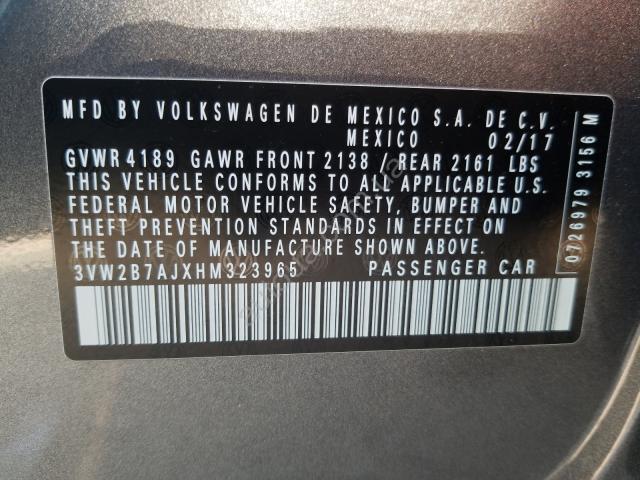 MFD BY VOLKSWAGEN DE MEXICO S.A. DE C.V.
MEXICO 02/17
GVWR 4189 GAWR FRONT 2138 / REAR 2161 LBS
THIS VEHICLE CONFORMS TO ALL APPLICABLE U.S.
FEDERAL MOTOR VEHICLE SAFETY, BUMPER AND
THEFT PREVENTION STANDARDS IN EFFECT ON
THE DATE OF MANUFACTURE SHOWN ABOVE.
3VW2B7AJXHM323965 PASSENGER CAR
0726979 3156 M